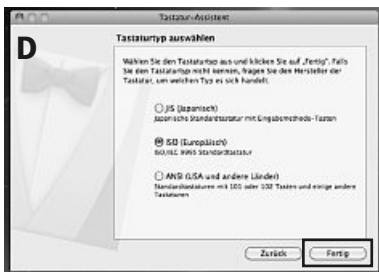 Tastatur-Assistent
D
Tastaturtyp auswählen
Wählen Sie den Tastaturtyp aus und klicken Sie auf „Fertig“. Falls
Sie den Tastaturtyp nicht kennen, fragen Sie den Hersteller der
Tastatur, um welchen Typ es sich handelt.
JIS (Japanisch)
Japanische Standardtastatur mit Eingabemethode-Tasten
ISO (Europäisch)
ISO/IEC 9995 Standardtastatur
ANSI (USA und andere Länder)
Standardtastaturen mit 101 oder 102 Tasten und einige andere
Tastaturen
Zurück
Fertig